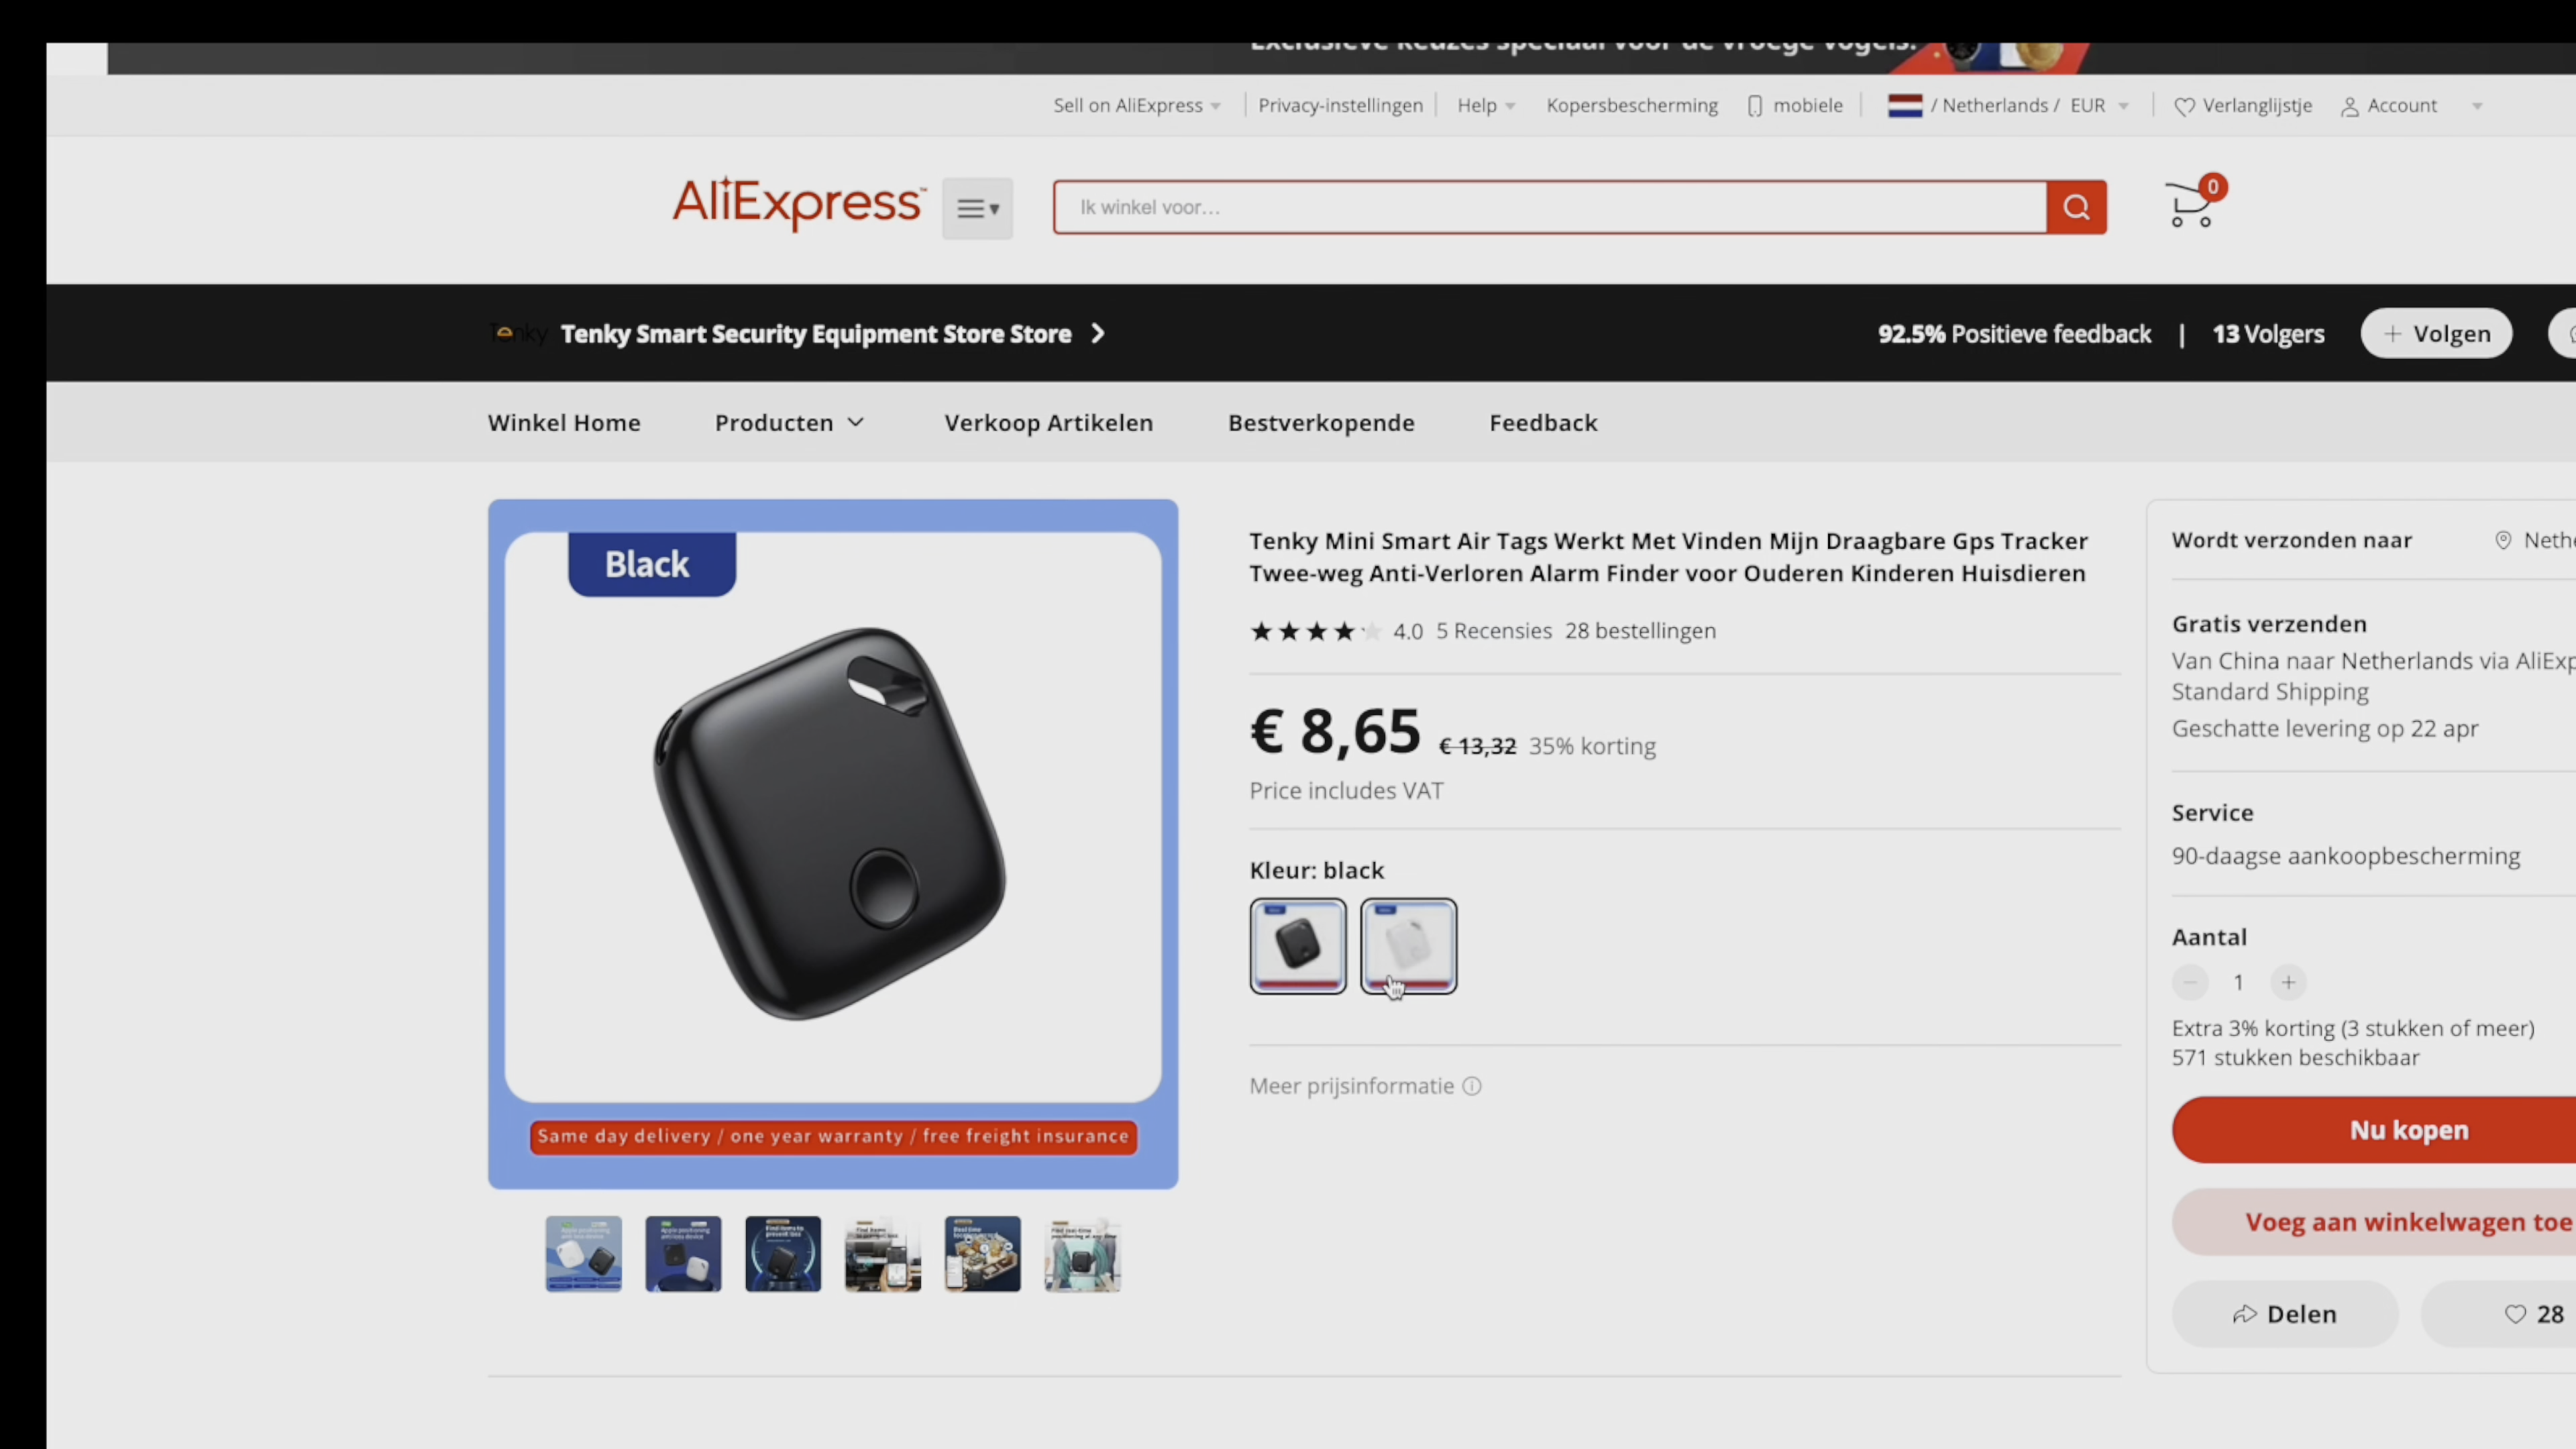 Exclusieve keuzes speciaal voor de vroege vogels!
Sell on AliExpress
Privacy-instellingen
Help
Kopersbescherming
mobiele
/ Netherlands / EUR
Verlanglijstje
Account
AliExpress
Ik winkel voor...
0
Tenky Tenky Smart Security Equipment Store Store
92.5% Positieve feedback | 13 Volgers
+ Volgen
Winkel Home
Producten
Verkoop Artikelen
Bestverkopende
Feedback
Black
Same day delivery / one year warranty / free freight insurance
Tenky Mini Smart Air Tags Werkt Met Vinden Mijn Draagbare Gps Tracker
Twee-weg Anti-Verloren Alarm Finder voor Ouderen Kinderen Huisdieren
4.0 5 Recensies 28 bestellingen
€ 8,65 € 13,32 35% korting
Price includes VAT
Kleur: black
Meer prijsinformatie
Wordt verzonden naar
Nethe
Gratis verzenden
Van China naar Netherlands via AliExp
Standard Shipping
Geschatte levering op 22 apr
Service
90-daagse aankoopbescherming
Aantal
− 1 +
Extra 3% korting (3 stukken of meer)
571 stukken beschikbaar
Nu kopen
Voeg aan winkelwagen toe
Delen
28